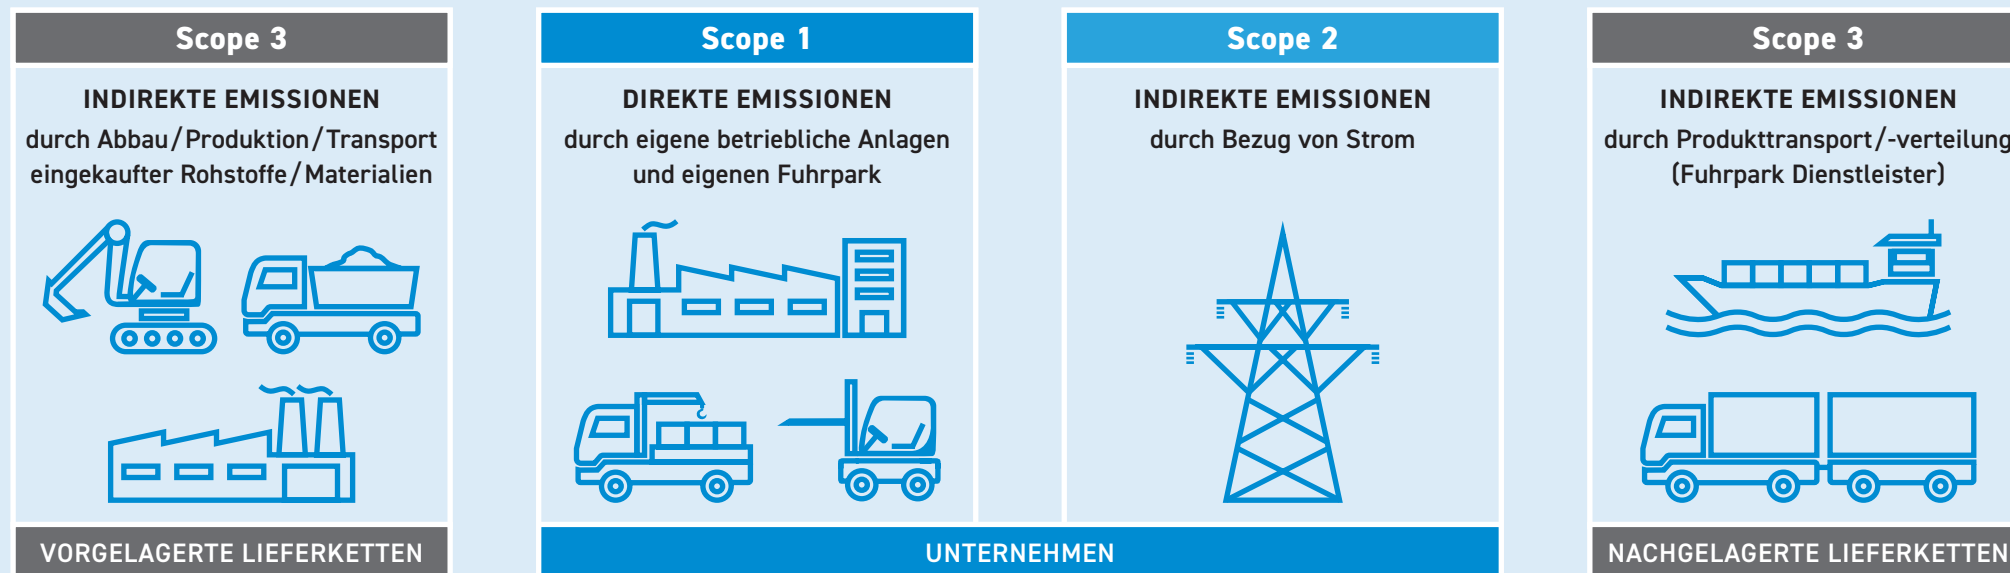 Scope 3
INDIREKTE EMISSIONEN
durch Abbau/Produktion/Transport
eingekaufter Rohstoffe/Materialien
VORGELAGERTE LIEFERKETTEN
Scope 1
DIREKTE EMISSIONEN
durch eigene betriebliche Anlagen
und eigenen Fuhrpark
Scope 2
INDIREKTE EMISSIONEN
durch Bezug von Strom
UNTERNEHMEN
Scope 3
INDIREKTE EMISSIONEN
durch Produkttransport/-verteilung
(Fuhrpark Dienstleister)
NACHGELAGERTE LIEFERKETTEN